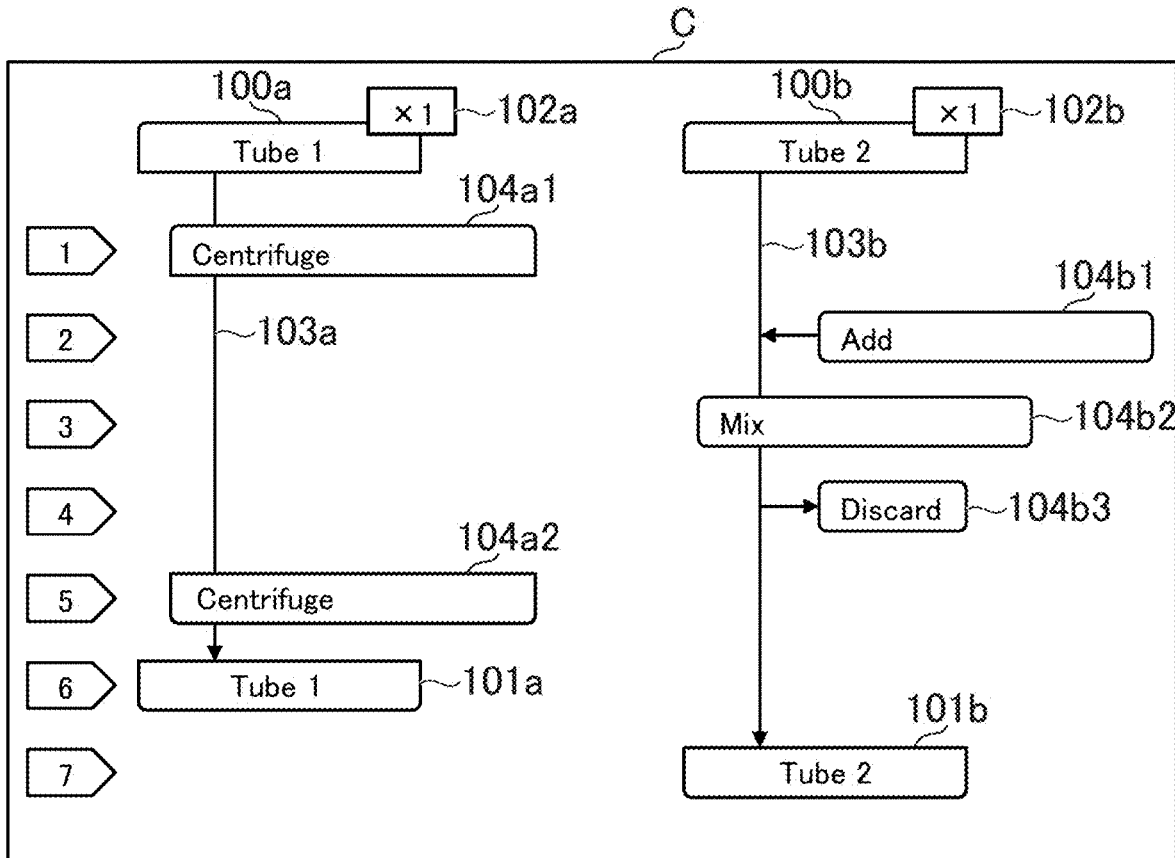 C
100a
× 1
102a
Tube 1
100b
× 1
102b
Tube 2
104a1
1
Centrifuge
103b
104b1
2
103a
Add
3
Mix
104b2
4
Discard
104b3
104a2
5
Centrifuge
6
Tube 1
101a
101b
7
Tube 2